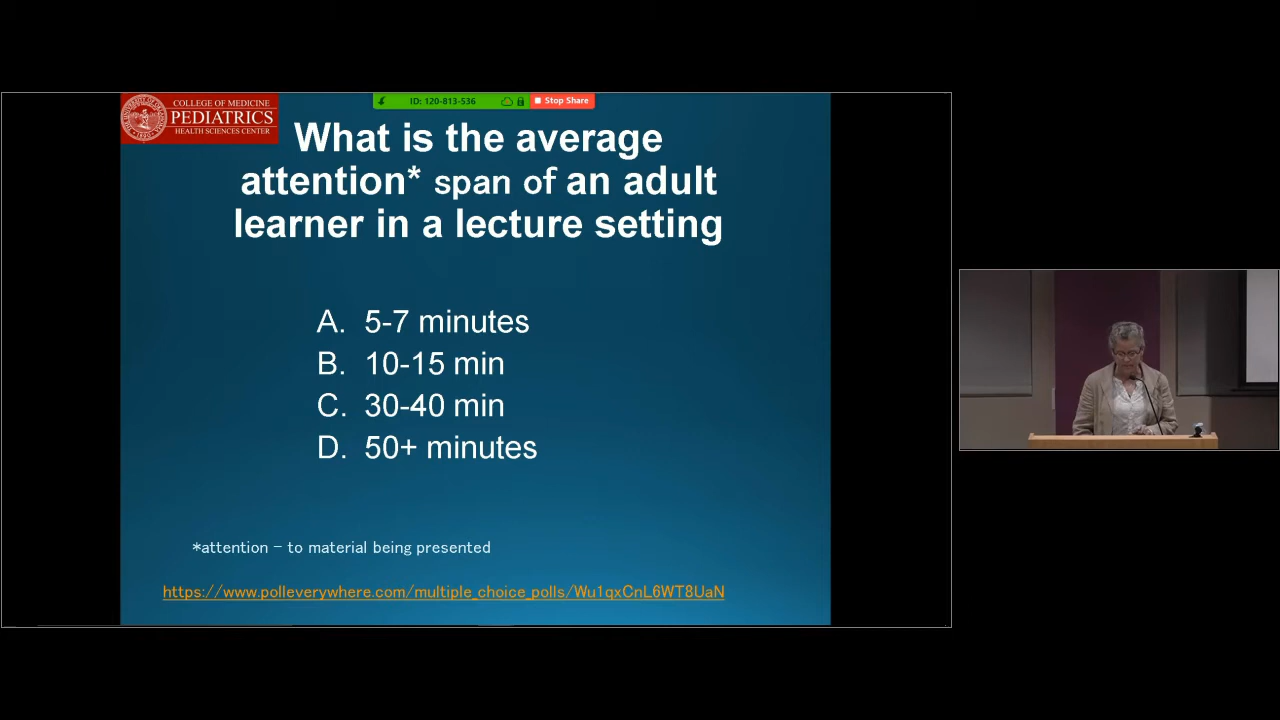 COLLEGE OF MEDICINE
PEDIATRICS
HEALTH SCIENCES CENTER
ID: 120-813-536
Stop Share
What is the average
attention* span of an adult
learner in a lecture setting
A. 5-7 minutes
B. 10-15 min
C. 30-40 min
D. 50+ minutes
*attention – to material being presented
https://www.polleverywhere.com/multiple_choice_polls/Wu1qxCnL6WT8UaN